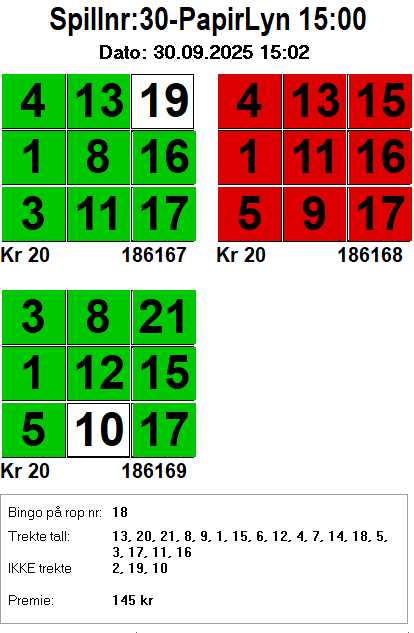 Spillnr:30-PapirLyn 15:00
Dato: 30.09.2025 15:02
4 13 19
1 8 16
3 11 17
Kr 20 186167
4 13 15
1 11 16
5 9 17
Kr 20 186168
3 8 21
1 12 15
5 10 17
Kr 20 186169
Bingo på rop nr: 18
Trekte tall: 13, 20, 21, 8, 9, 1, 15, 6, 12, 4, 7, 14, 18, 5,
3, 17, 11, 16
IKKE trekte 2, 19, 10
Premie: 145 kr